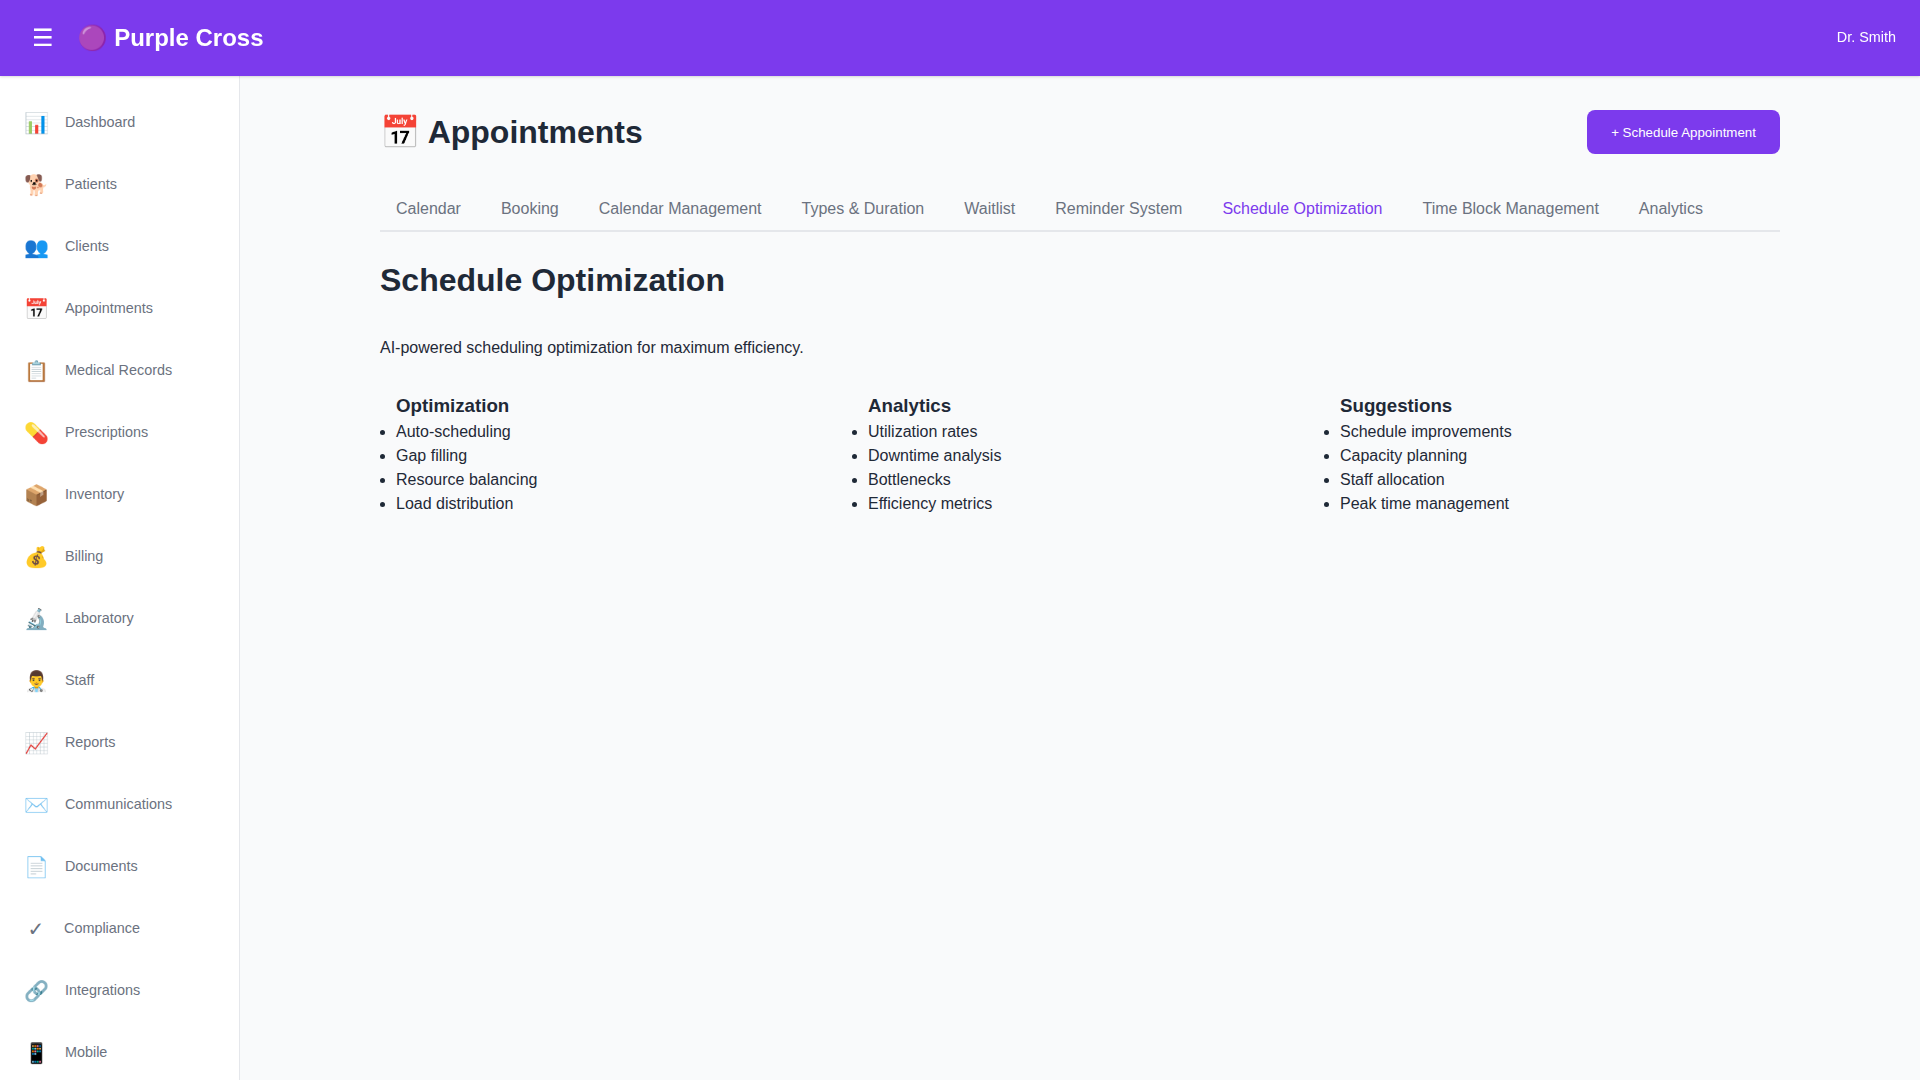 ☰ 🟣 Purple Cross
Dr. Smith
📊 Dashboard
🐕 Patients
👥 Clients
📅 Appointments
📋 Medical Records
💊 Prescriptions
📦 Inventory
💰 Billing
🔬 Laboratory
👨‍⚕️ Staff
📈 Reports
✉️ Communications
📄 Documents
✓ Compliance
🔗 Integrations
📱 Mobile
📅 Appointments
+ Schedule Appointment
Calendar Booking Calendar Management Types & Duration Waitlist Reminder System Schedule Optimization Time Block Management Analytics
Schedule Optimization
AI-powered scheduling optimization for maximum efficiency.
Optimization
• Auto-scheduling
• Gap filling
• Resource balancing
• Load distribution
Analytics
• Utilization rates
• Downtime analysis
• Bottlenecks
• Efficiency metrics
Suggestions
• Schedule improvements
• Capacity planning
• Staff allocation
• Peak time management